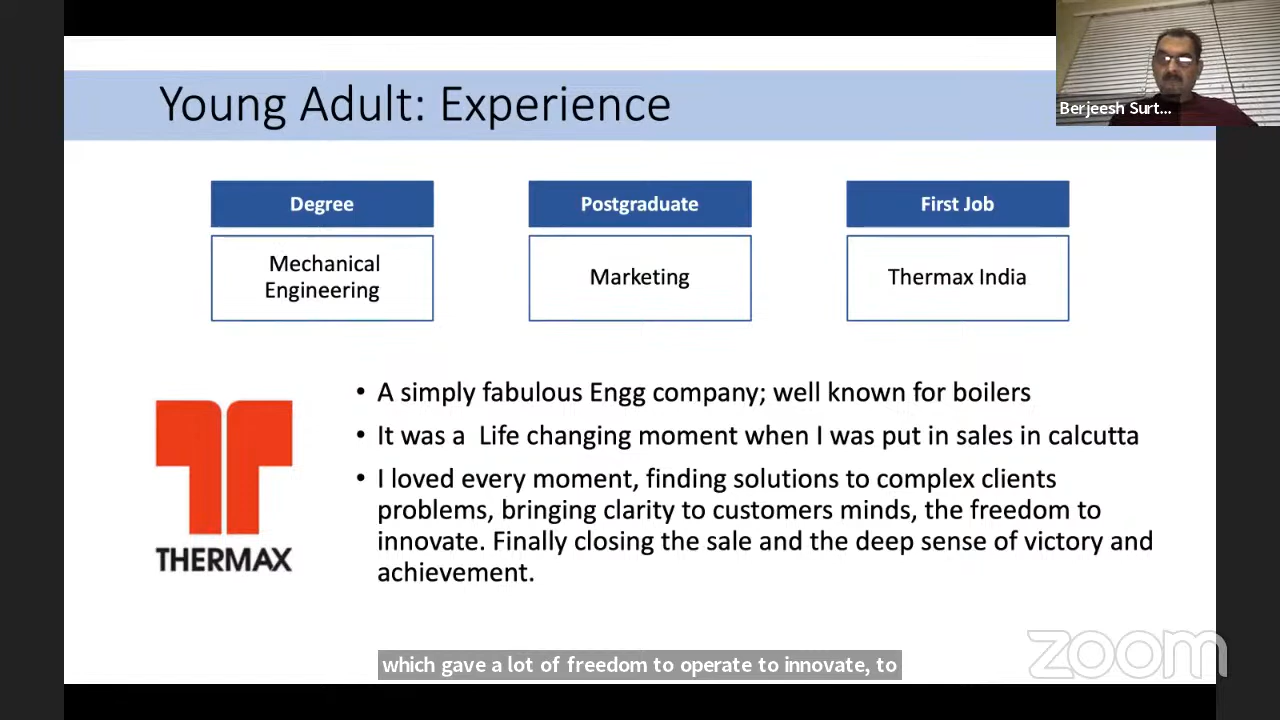 Young Adult: Experience
Berjeesh Surt...
Degree
Postgraduate
First Job
Mechanical
Engineering
Marketing
Thermax India
• A simply fabulous Engg company; well known for boilers
• It was a  Life changing moment when I was put in sales in calcutta
• I loved every moment, finding solutions to complex clients
problems, bringing clarity to customers minds, the freedom to
innovate. Finally closing the sale and the deep sense of victory and
achievement.
THERMAX
which gave a lot of freedom to operate to innovate, to
zoom